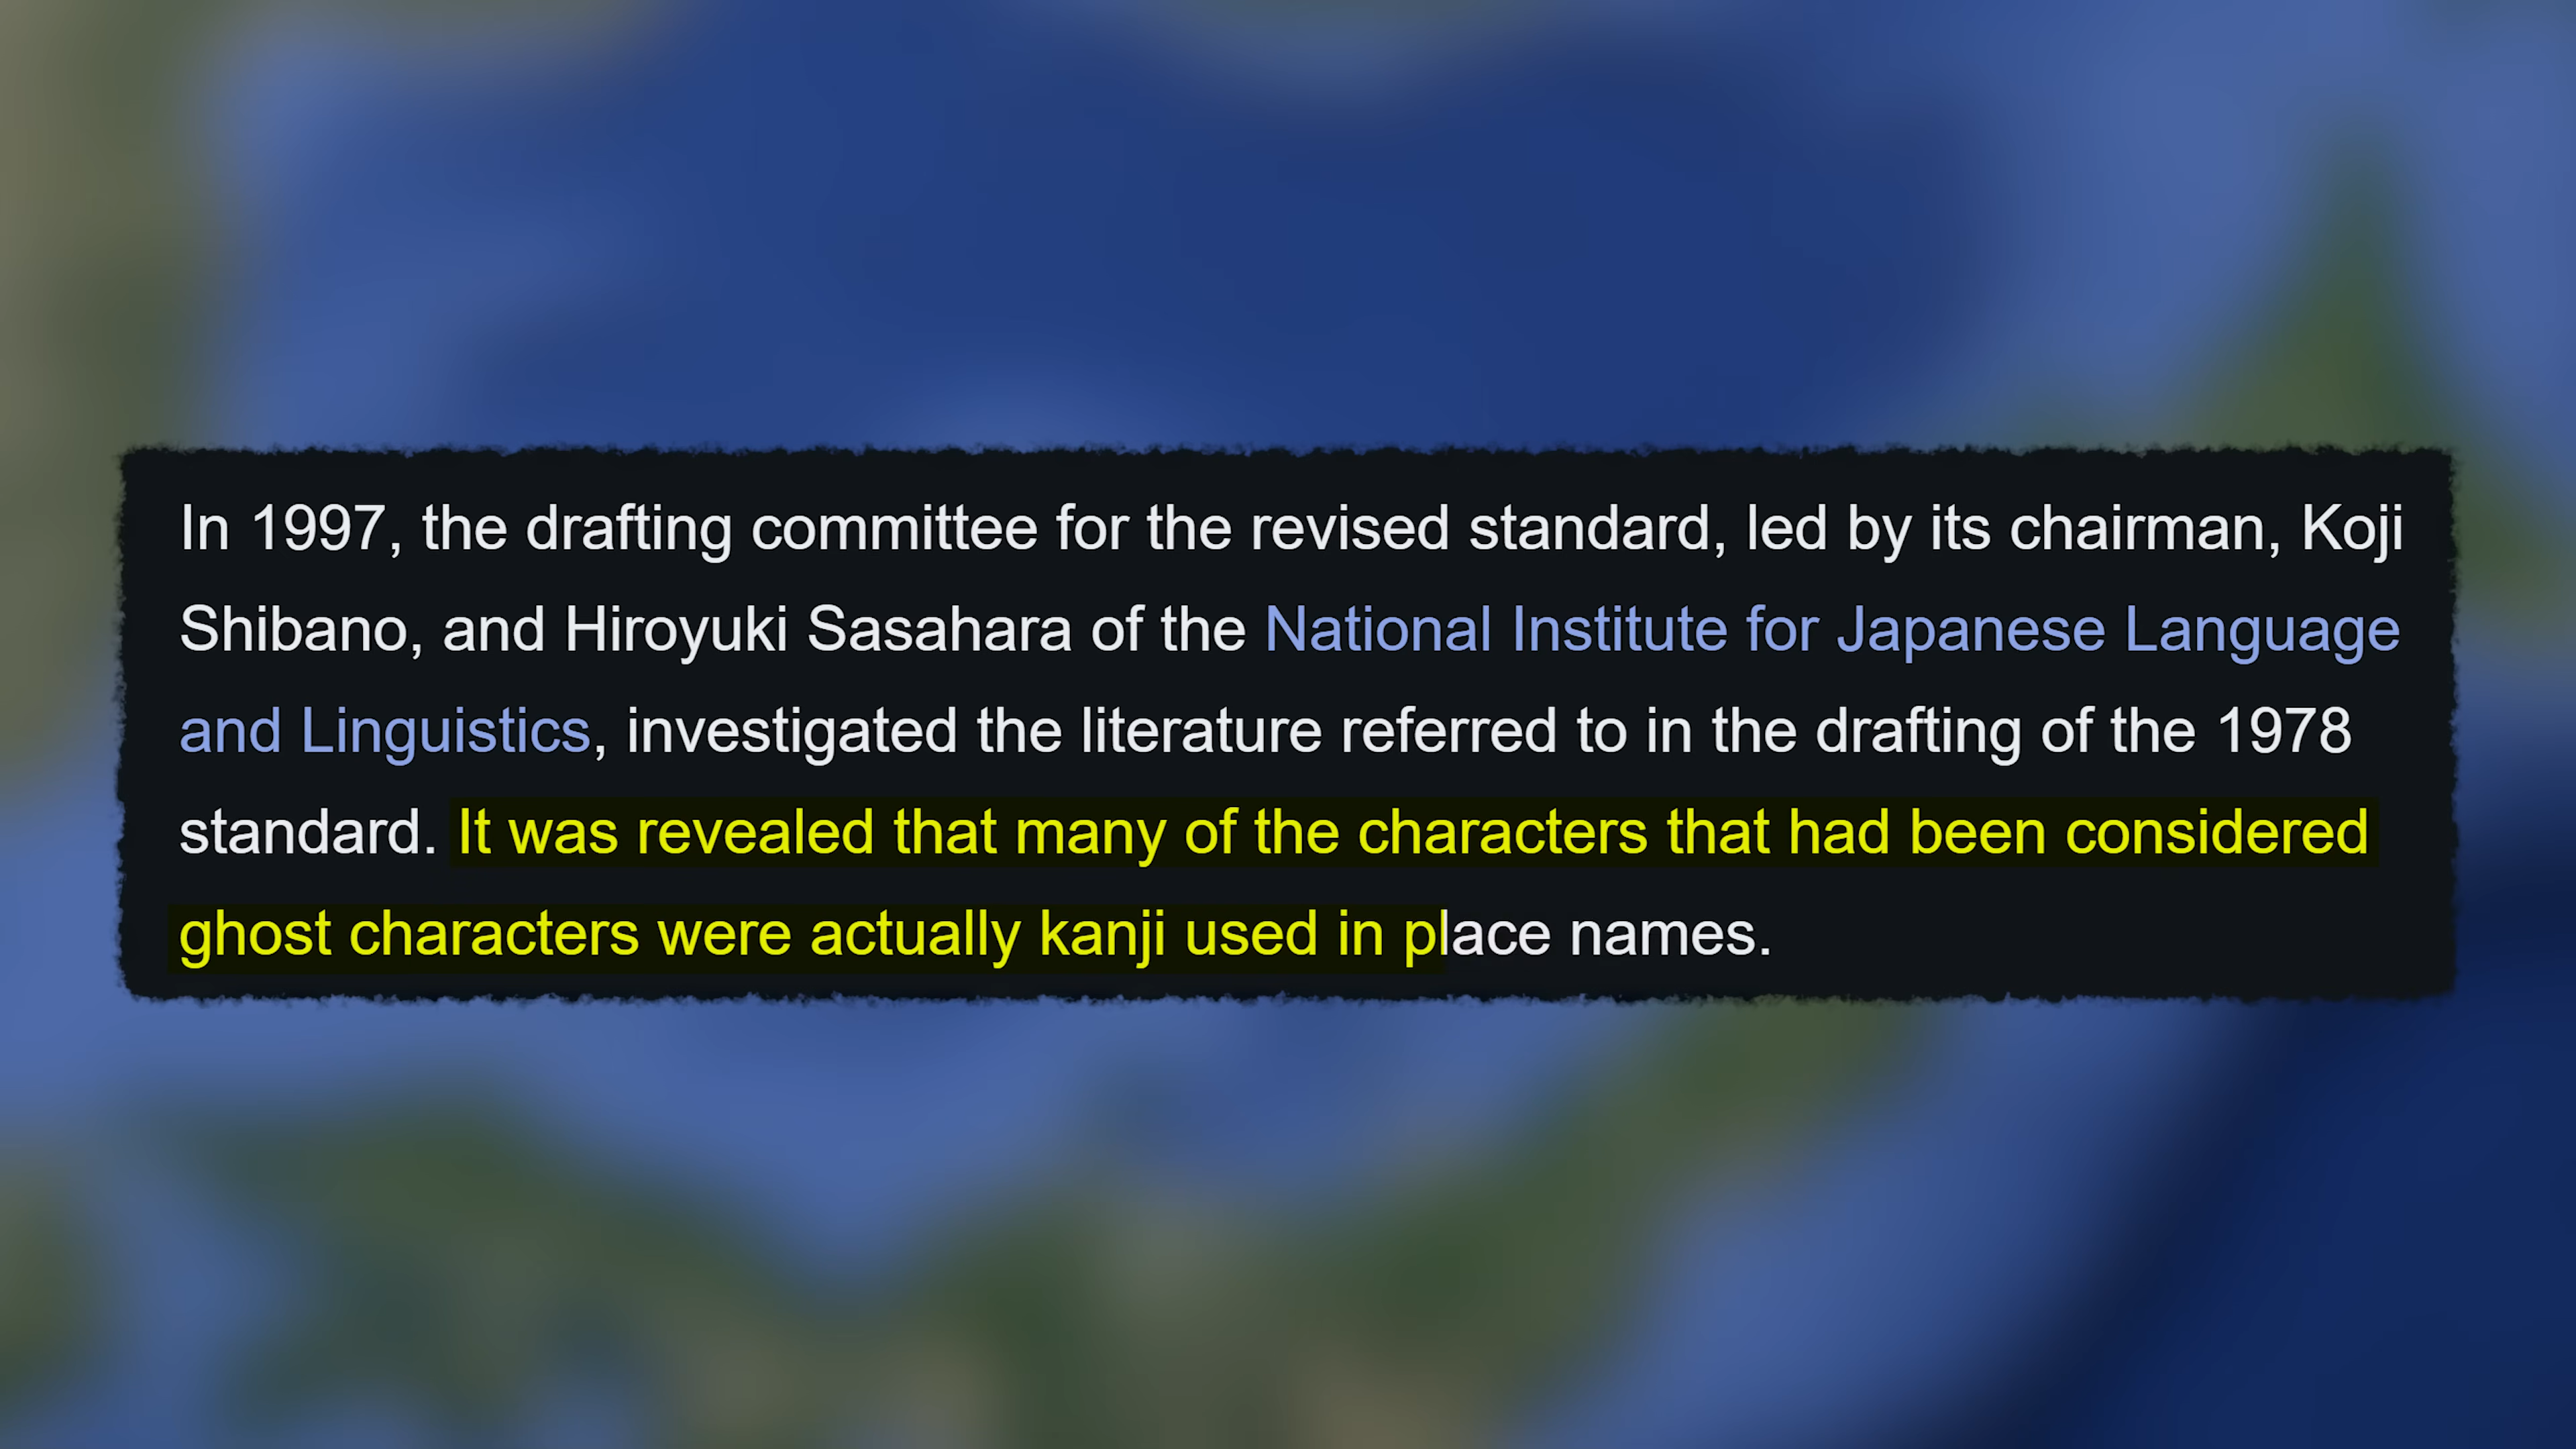 In 1997, the drafting committee for the revised standard, led by its chairman, Koji
Shibano, and Hiroyuki Sasahara of the National Institute for Japanese Language
and Linguistics, investigated the literature referred to in the drafting of the 1978
standard. It was revealed that many of the characters that had been considered
ghost characters were actually kanji used in place names.